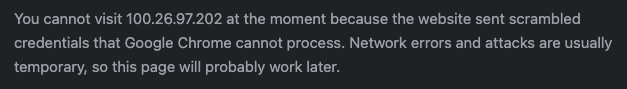 You cannot visit 100.26.97.202 at the moment because the website sent scrambled
credentials that Google Chrome cannot process. Network errors and attacks are usually
temporary, so this page will probably work later.